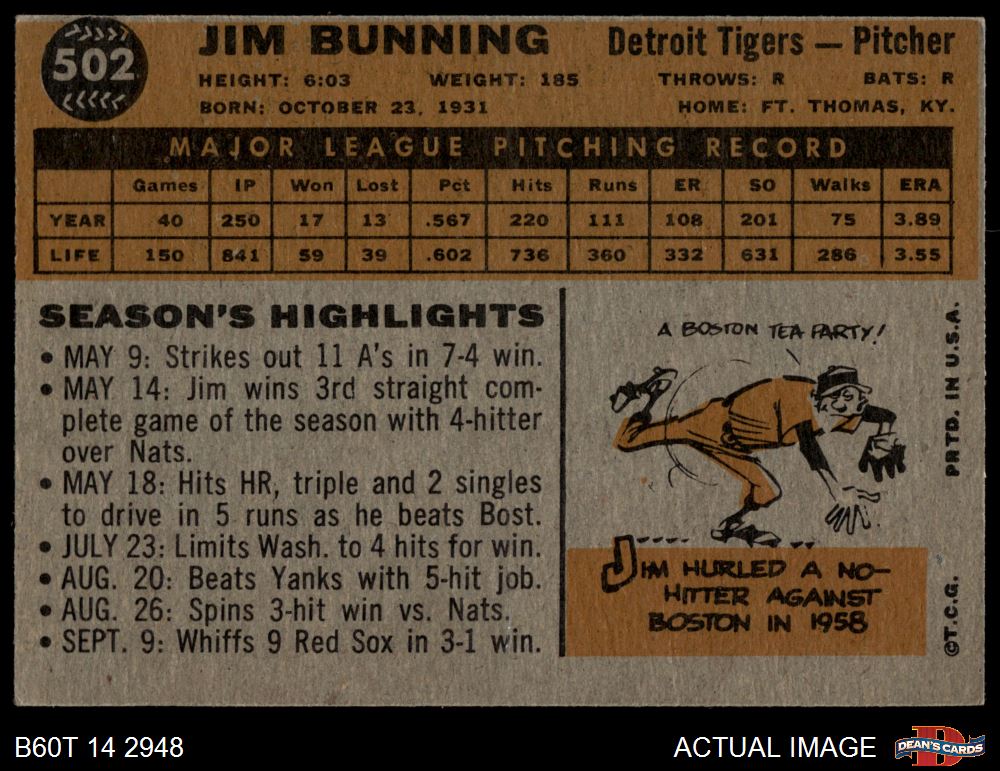 502
JIM BUNNING
Detroit Tigers — Pitcher
HEIGHT: 6:03 WEIGHT: 185 THROWS: R BATS: R
BORN: OCTOBER 23, 1931 HOME: FT. THOMAS, KY.
MAJOR LEAGUE PITCHING RECORD
Games IP Won Lost Pct Hits Runs ER SO Walks ERA
YEAR 40 250 17 13 .567 220 111 108 201 75 3.89
LIFE 150 841 59 39 .602 736 360 332 631 286 3.55
SEASON'S HIGHLIGHTS
• MAY 9: Strikes out 11 A's in 7-4 win.
• MAY 14: Jim wins 3rd straight com-
plete game of the season with 4-hitter
over Nats.
• MAY 18: Hits HR, triple and 2 singles
to drive in 5 runs as he beats Bost.
• JULY 23: Limits Wash. to 4 hits for win.
• AUG. 20: Beats Yanks with 5-hit job.
• AUG. 26: Spins 3-hit win vs. Nats.
• SEPT. 9: Whiffs 9 Red Sox in 3-1 win.
A BOSTON TEA PARTY!
JIM HURLED A NO-
HITTER AGAINST
BOSTON IN 1958
©T.C.G. PRTD. IN U.S.A.
B60T 14 2948
ACTUAL IMAGE
DEAN'S CARDS